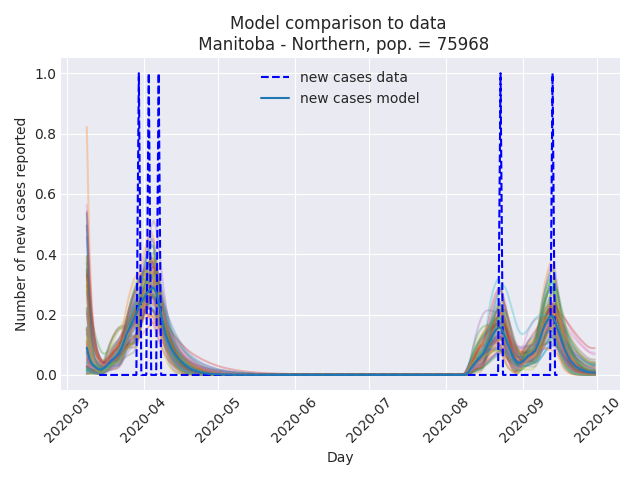 Model comparison to data
Manitoba - Northern, pop. = 75968
new cases data
new cases model
Number of new cases reported
1.0
0.8
0.6
0.4
0.2
0.0
2020-03
2020-04
2020-05
2020-06
2020-07
2020-08
2020-09
2020-10
Day